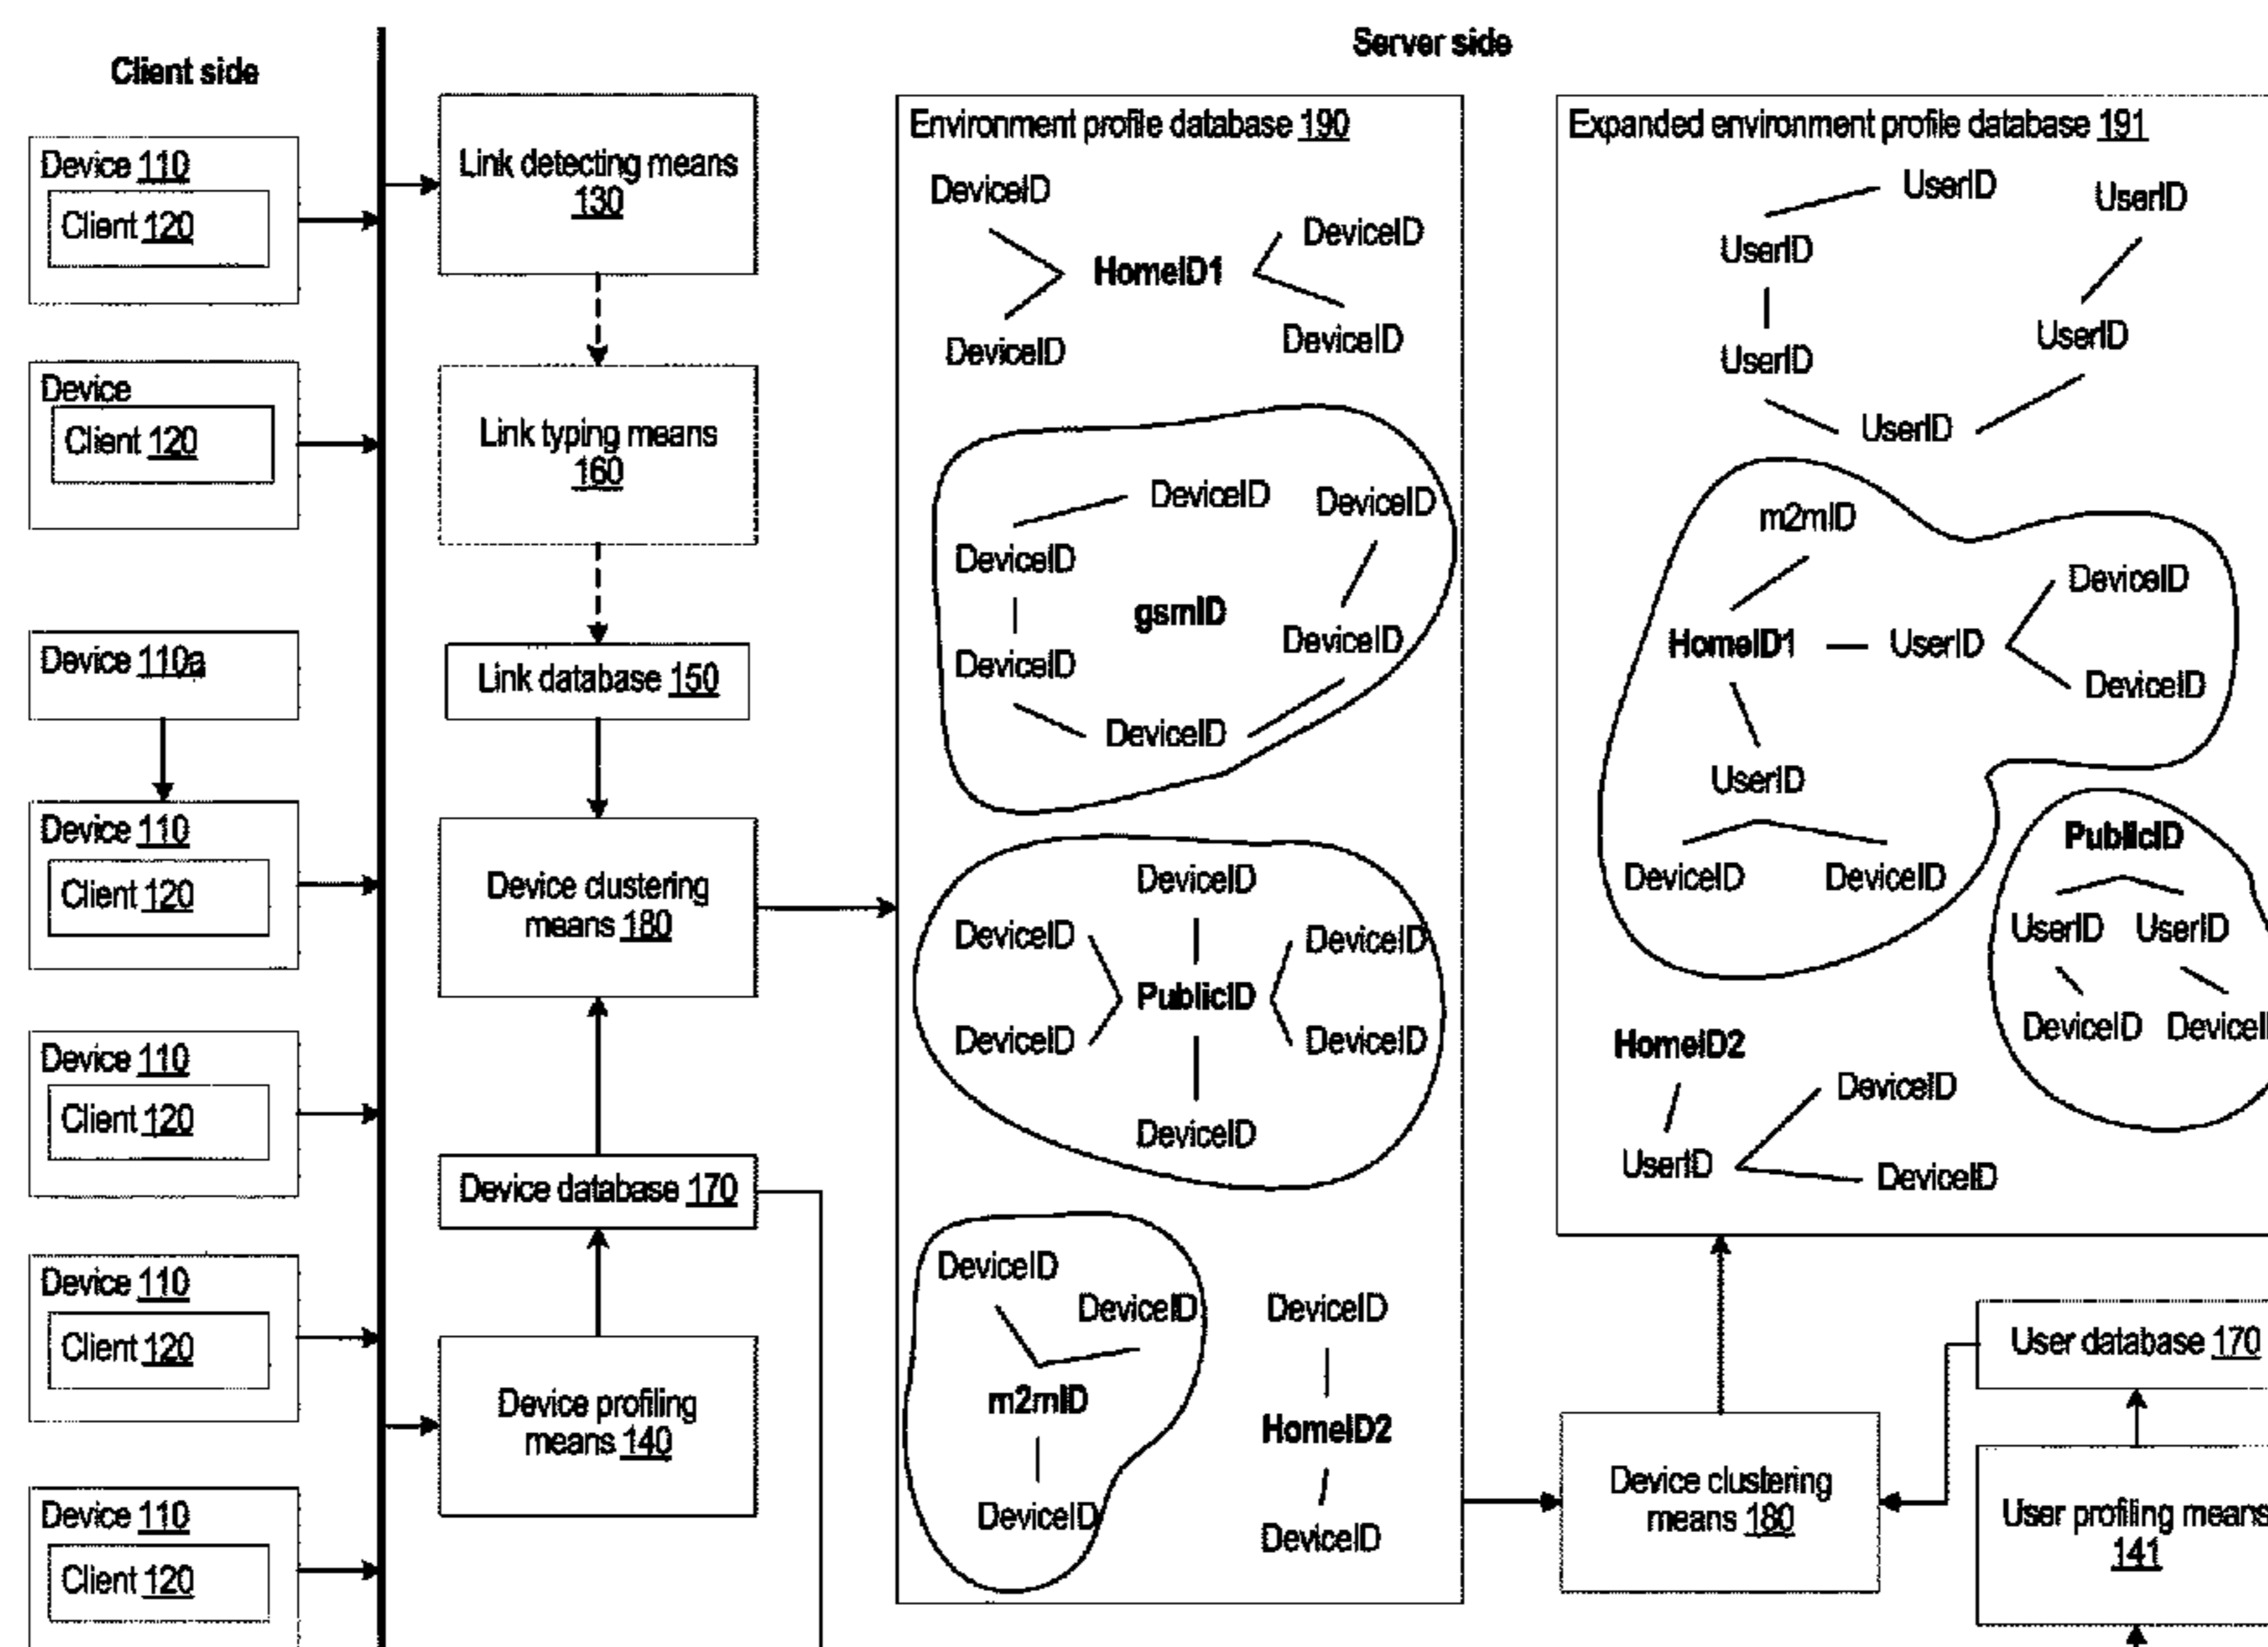 Client side
Server side
Device 110
Client 120
Device
Client 120
Device 110a
Device 110
Client 120
Device 110
Client 120
Device 110
Client 120
Device 110
Client 120
Link detecting means
130
Link typing means
160
Link database 150
Device clustering
means 180
Device database 170
Device profiling
means 140
Environment profile database 190
DeviceID
DeviceID
HomeID1
DeviceID
DeviceID
DeviceID
DeviceID
DeviceID
gsmID
DeviceID
DeviceID
DeviceID
DeviceID
DeviceID
DeviceID
PublicID
DeviceID
DeviceID
DeviceID
DeviceID
DeviceID
m2mID
DeviceID
DeviceID
HomeID2
DeviceID
Expanded environment profile database 191
UserID
UserID
UserID
UserID
UserID
UserID
m2mID
DeviceID
HomeID1
UserID
DeviceID
UserID
DeviceID
DeviceID
PublicID
UserID
UserID
DeviceID
DeviceI
HomeID2
DeviceID
UserID
DeviceID
Device clustering
means 180
User database 170
User profiling means
141